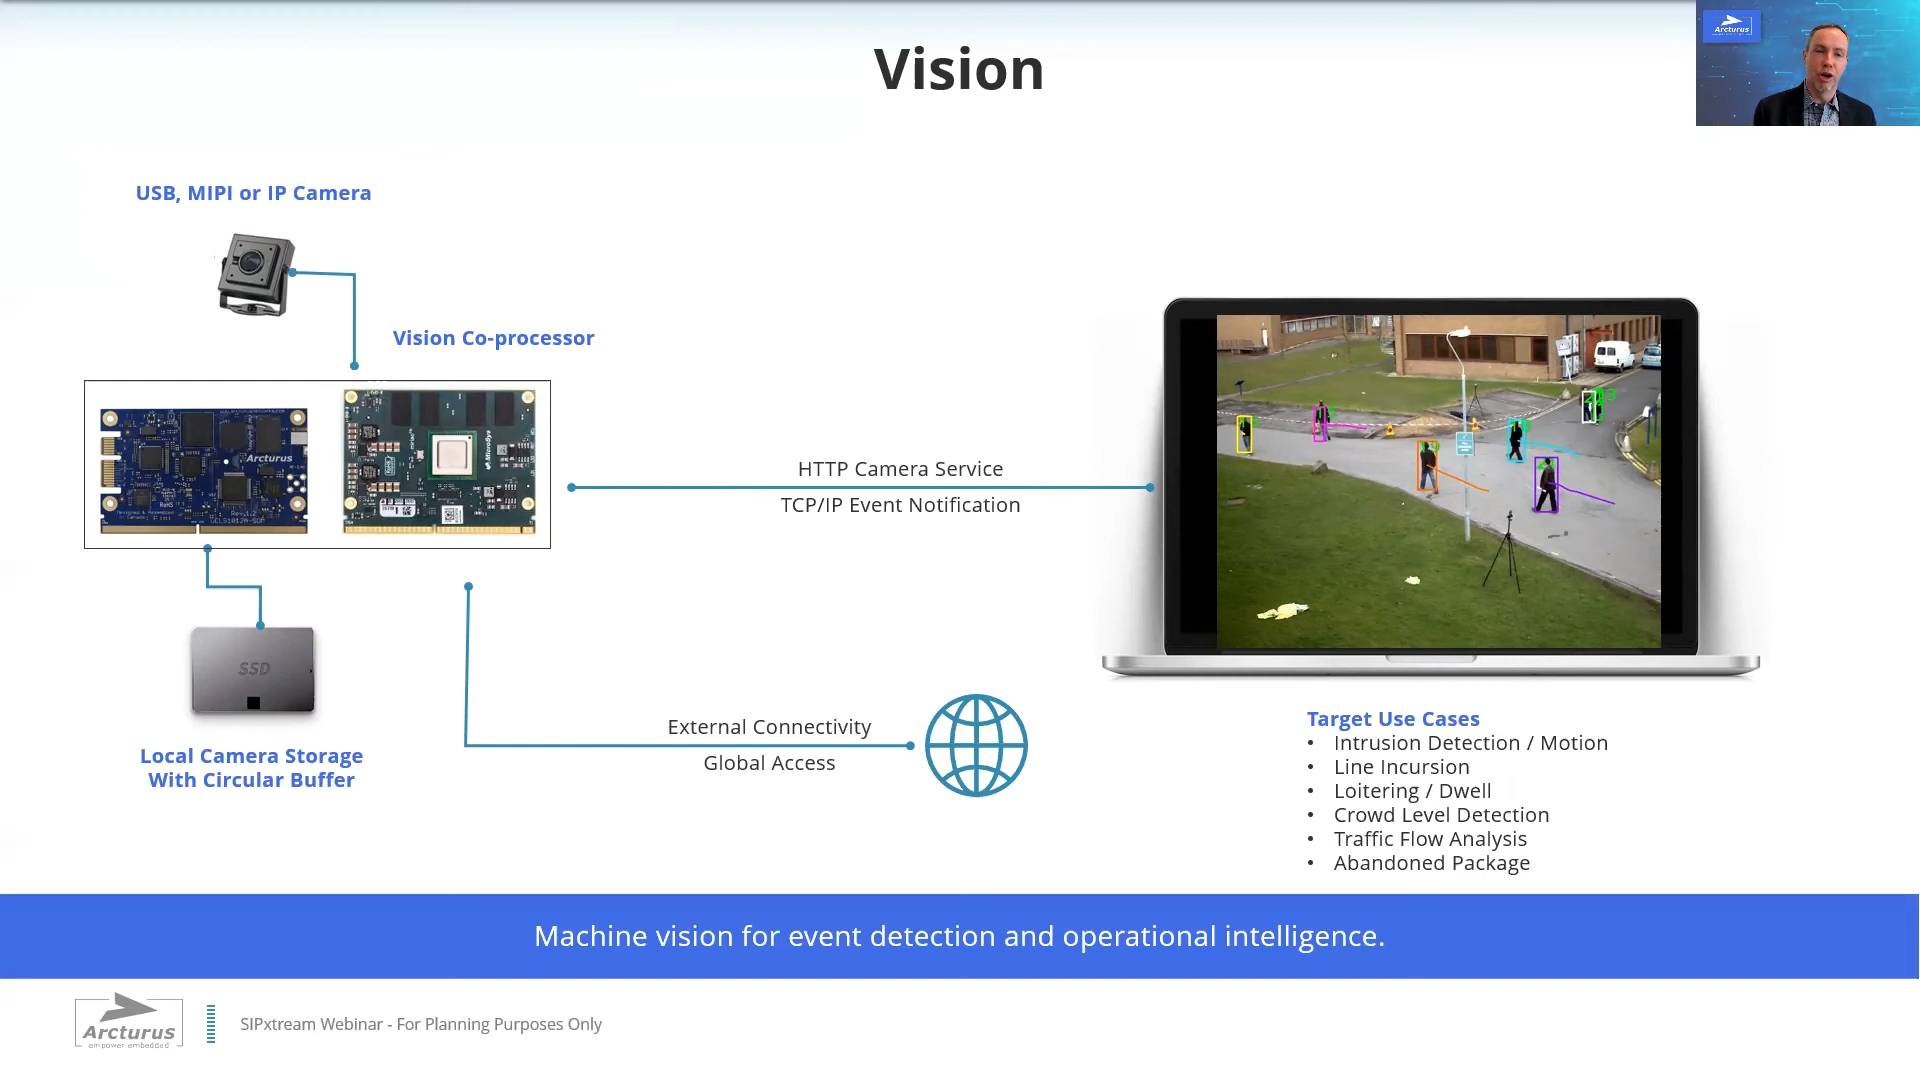 Vision
Arcturus
USB, MIPI or IP Camera
Vision Co-processor
Arcturus
HTTP Camera Service
TCP/IP Event Notification
SSD
Local Camera Storage
With Circular Buffer
External Connectivity
Global Access
Target Use Cases
• Intrusion Detection / Motion
• Line Incursion
• Loitering / Dwell
• Crowd Level Detection
• Traffic Flow Analysis
• Abandoned Package
Machine vision for event detection and operational intelligence.
Arcturus
empower embedded
SIPxtream Webinar - For Planning Purposes Only